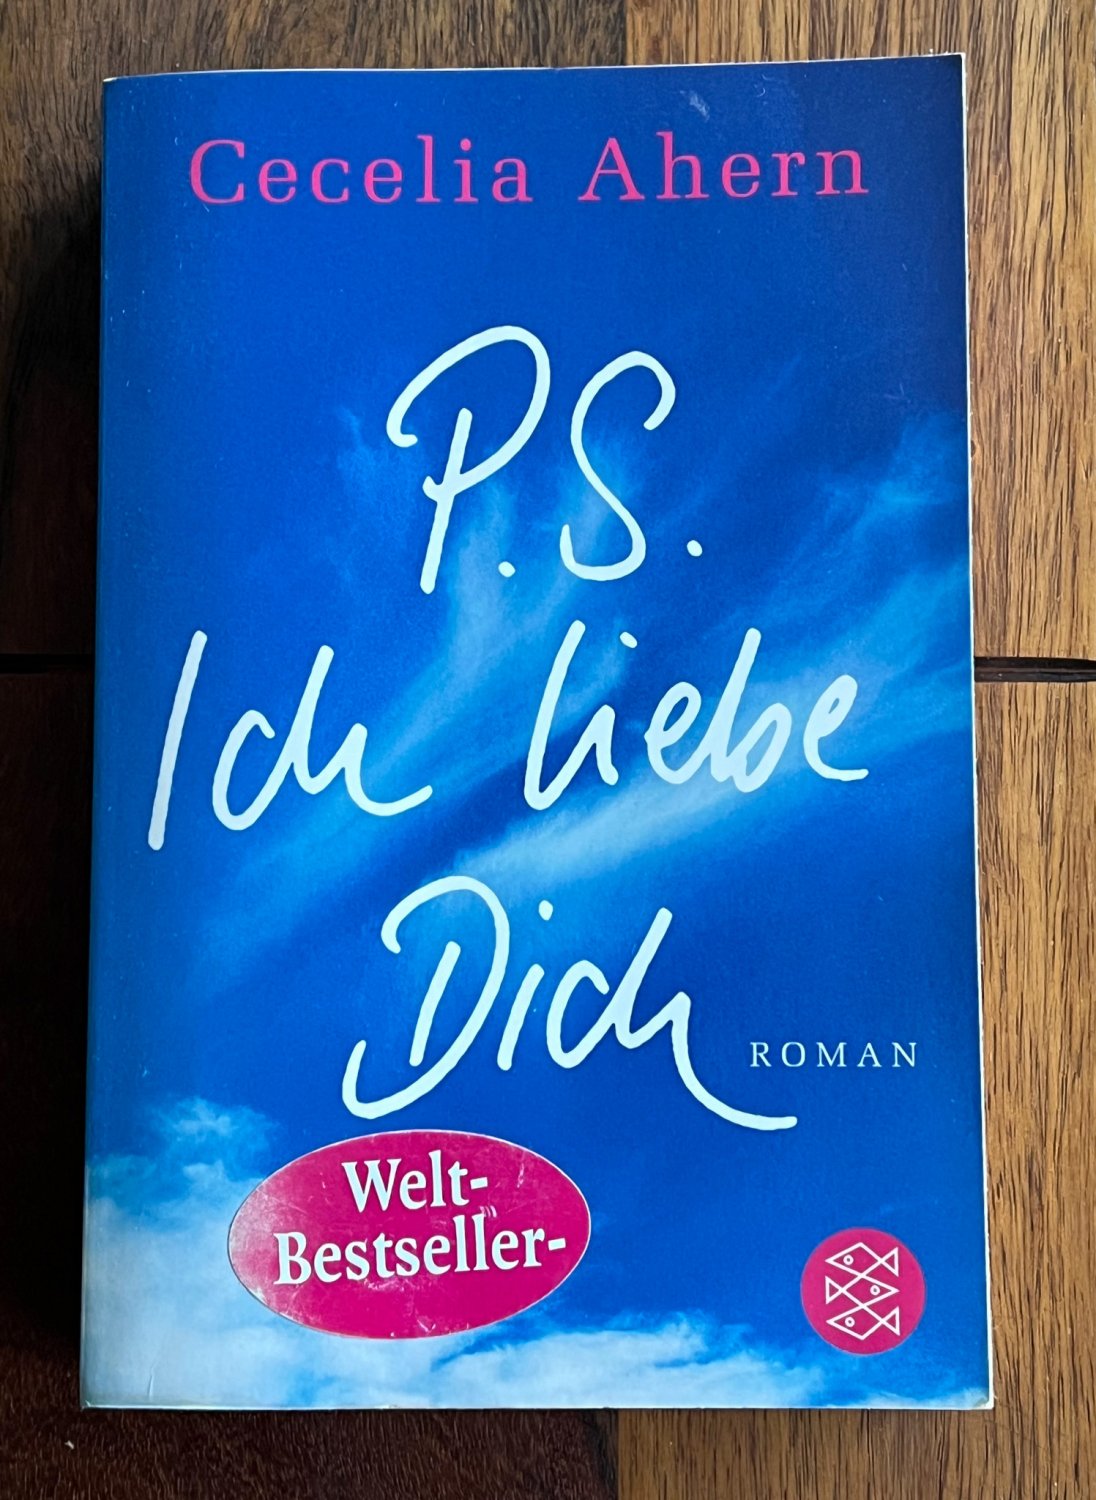 Cecelia Ahern
P.S.
Ich liebe
Dich
ROMAN
Welt-
Bestseller-